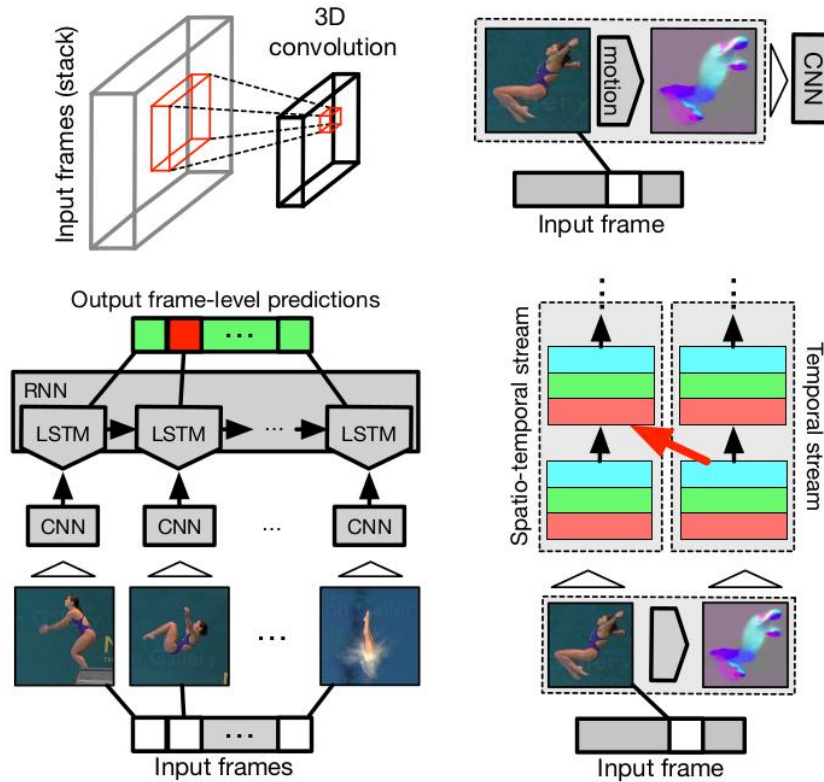 Input frames (stack)
3D
convolution
motion
CNN
Input frame
Output frame-level predictions
...
RNN
LSTM
LSTM
...
LSTM
CNN
CNN
...
CNN
...
...
Input frames
Spatio-temporal stream
Temporal stream
Input frame